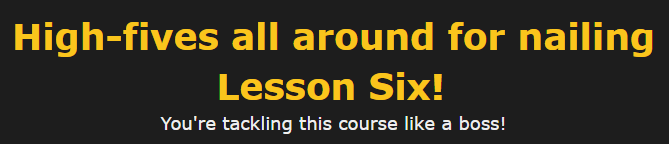 High-fives all around for nailing
Lesson Six!
You're tackling this course like a boss!